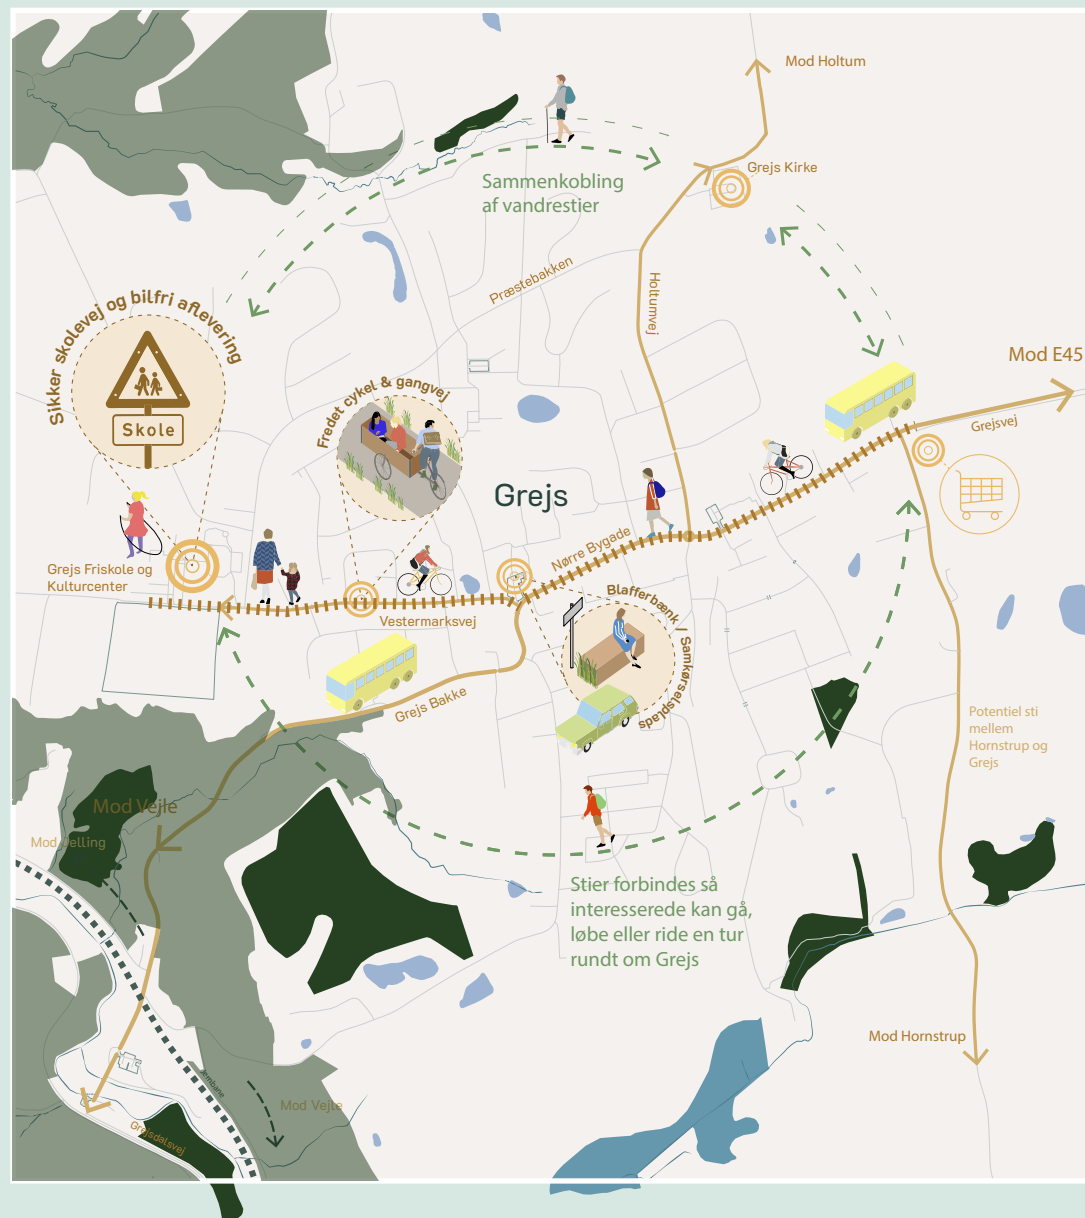 Mod Holtum
Grejs Kirke
Sammenkobling
af vandrestier
Præstebakken
Holtumvej
Sikker skolevej og bilfri aflevering
Skole
Mod E45
Fredet cykel & gangvej
Grejsvej
Grejs
Nørre Bygade
Grejs Friskole og
Kulturcenter
Vestermarksvej
Blafferbænk / Samkørselsplads
Grejs Bakke
Potentiel sti
mellem
Hornstrup og
Grejs
Mod Vejle
Mod Jelling
Stier forbindes så
interesserede kan gå,
løbe eller ride en tur
rundt om Grejs
Mod Hornstrup
Jernbane
Mod Vejle
Grejsdalsvej